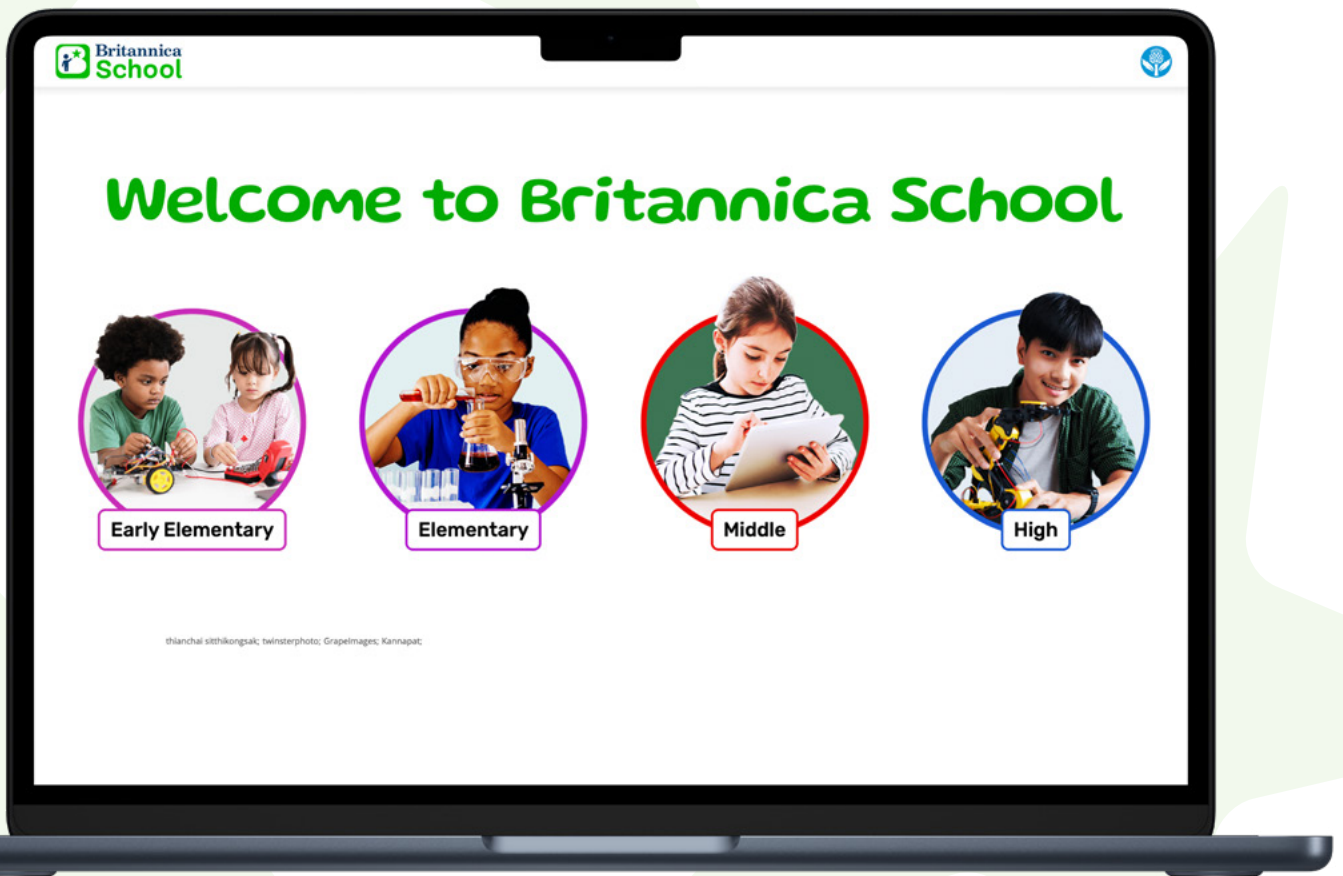 Britannica
School
Welcome to Britannica School
Early Elementary
Elementary
Middle
High
thianchai sitthikongsak; twinsterphoto; GrapeImages; Kannapat;